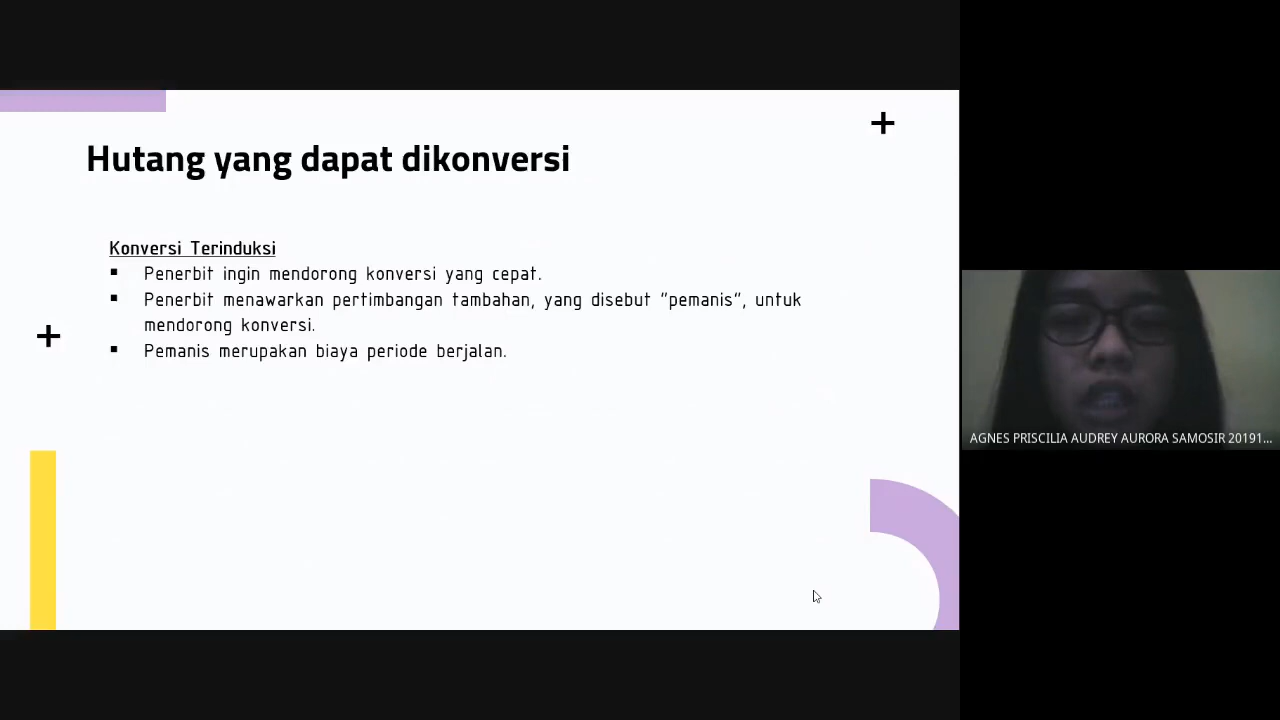 Hutang yang dapat dikonversi
Konversi Terinduksi
▪ Penerbit ingin mendorong konversi yang cepat.
▪ Penerbit menawarkan pertimbangan tambahan, yang disebut “pemanis”, untuk
mendorong konversi.
▪ Pemanis merupakan biaya periode berjalan.
AGNES PRISCILIA AUDREY AURORA SAMOSIR 20191...